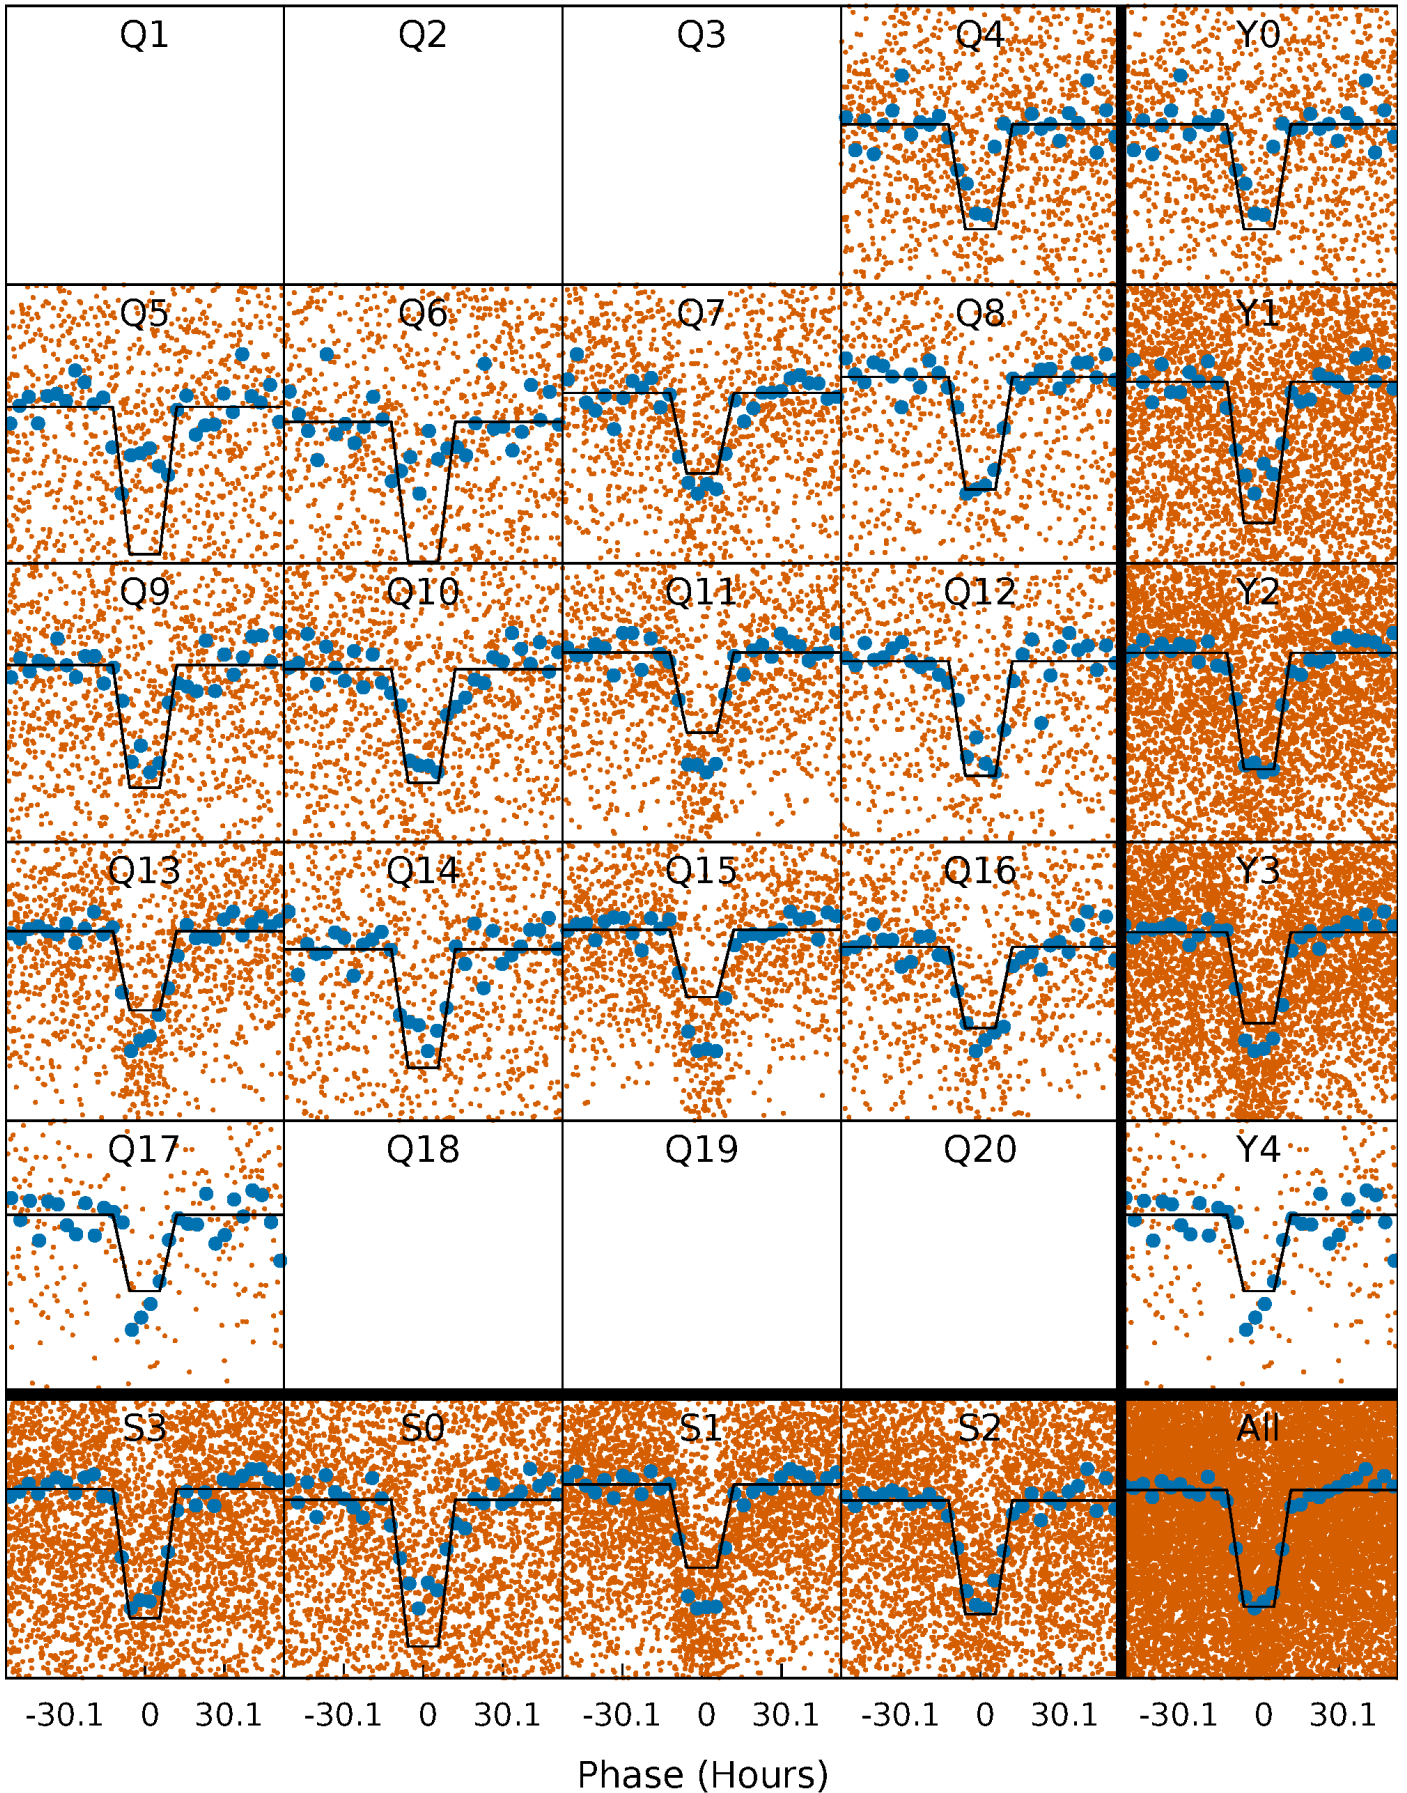 Q1 Q2 Q3 Q4 Y0
Q5 Q6 Q7 Q8 Y1
Q9 Q10 Q11 Q12 Y2
Q13 Q14 Q15 Q16 Y3
Q17 Q18 Q19 Q20 Y4
S3 S0 S1 S2 All
-30.1 0 30.1 -30.1 0 30.1 -30.1 0 30.1 -30.1 0 30.1 -30.1 0 30.1
Phase (Hours)